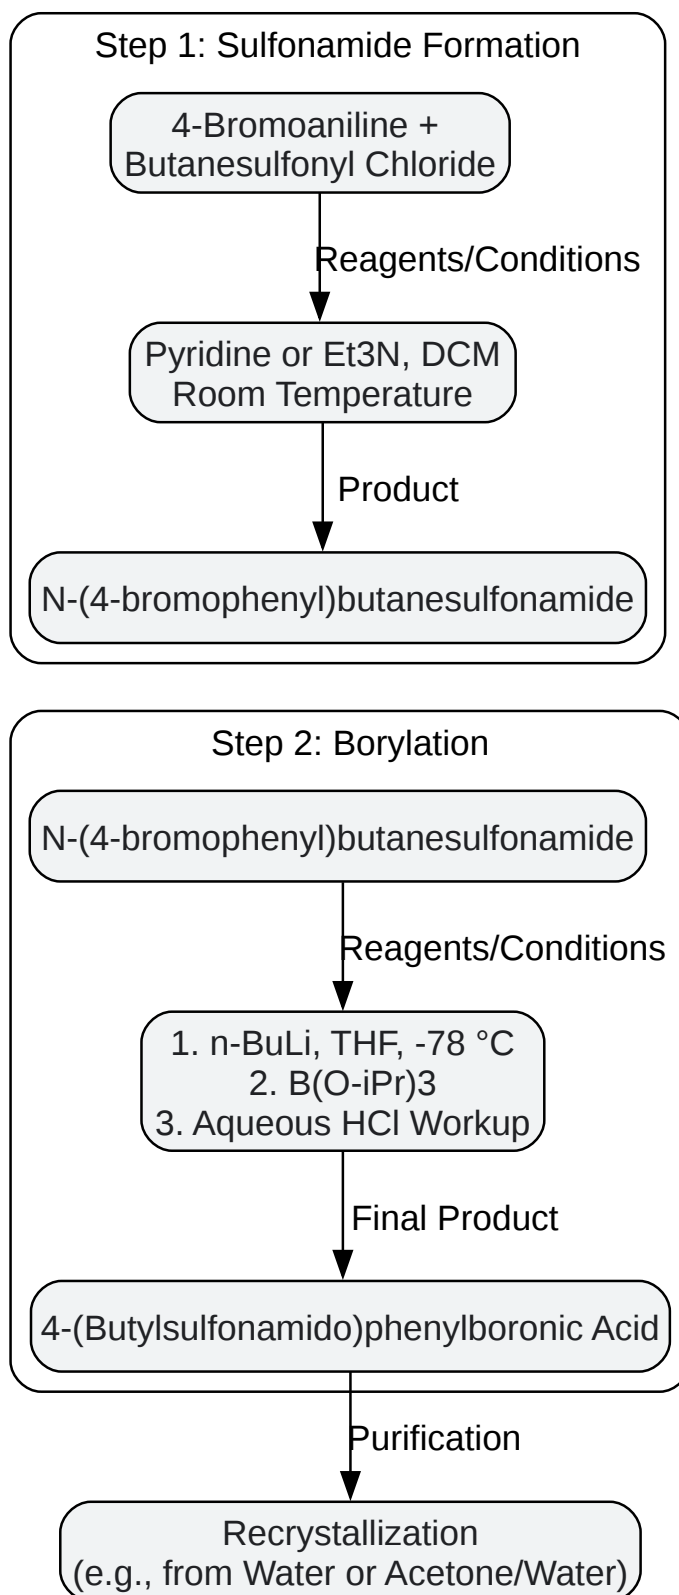 Step 1: Sulfonamide Formation
4-Bromoaniline +
Butanesulfonyl Chloride
Reagents/Conditions
Pyridine or Et3N, DCM
Room Temperature
Product
N-(4-bromophenyl)butanesulfonamide
Step 2: Borylation
N-(4-bromophenyl)butanesulfonamide
Reagents/Conditions
1. n-BuLi, THF, -78 °C
2. B(O-iPr)3
3. Aqueous HCl Workup
Final Product
4-(Butylsulfonamido)phenylboronic Acid
Purification
Recrystallization
(e.g., from Water or Acetone/Water)